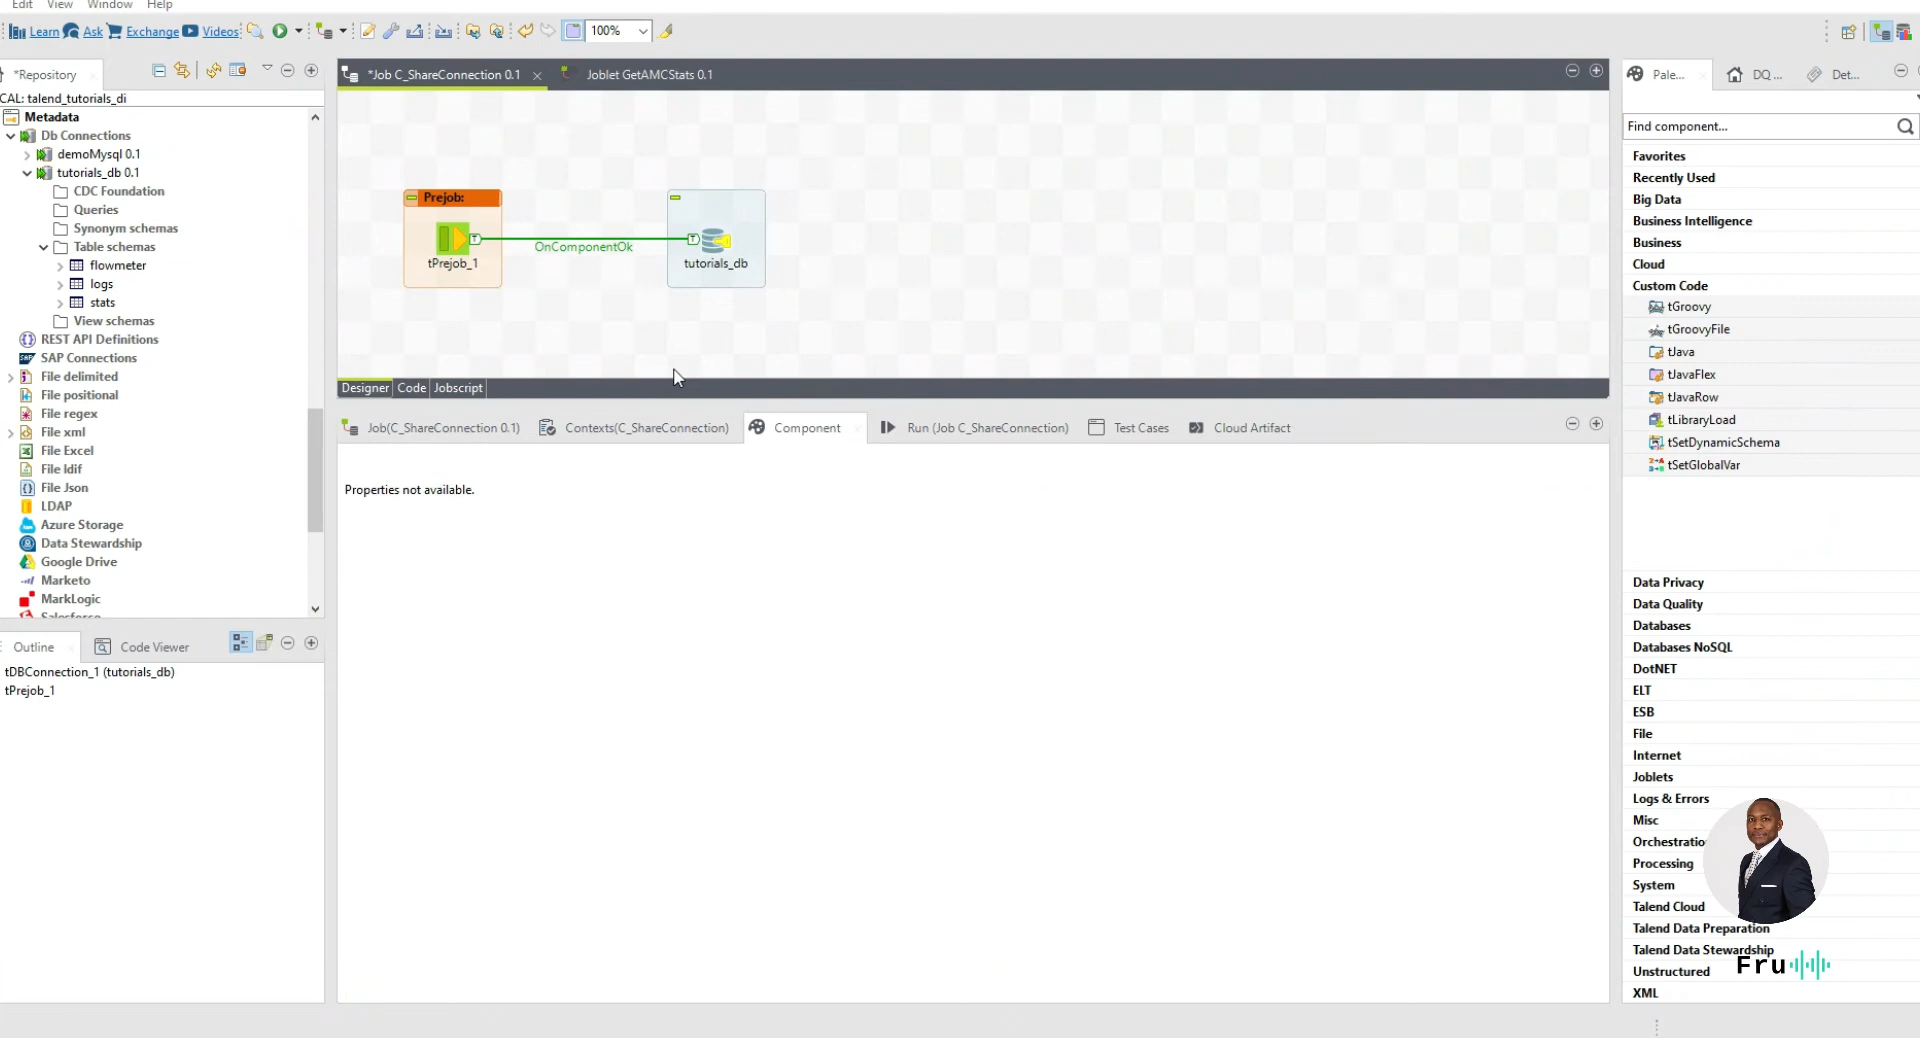 Edit View Window Help
Learn Ask Exchange Videos 100%
*Repository
CAL: talend_tutorials_di
Metadata
Db Connections
demoMysql 0.1
tutorials_db 0.1
CDC Foundation
Queries
Synonym schemas
Table schemas
flowmeter
logs
stats
View schemas
REST API Definitions
SAP Connections
File delimited
File positional
File regex
File xml
File Excel
File ldif
File Json
LDAP
Azure Storage
Data Stewardship
Google Drive
Marketo
MarkLogic
Salesforce
Outline Code Viewer
tDBConnection_1 (tutorials_db)
tPrejob_1
*Job C_ShareConnection 0.1 Joblet GetAMCStats 0.1
Prejob:
OnComponentOk
tPrejob_1 tutorials_db
Designer Code Jobscript
Job(C_ShareConnection 0.1) Contexts(C_ShareConnection) Component Run (Job C_ShareConnection) Test Cases Cloud Artifact
Properties not available.
Pale... DQ ... Det...
Find component...
Favorites
Recently Used
Big Data
Business Intelligence
Business
Cloud
Custom Code
tGroovy
tGroovyFile
tJava
tJavaFlex
tJavaRow
tLibraryLoad
tSetDynamicSchema
tSetGlobalVar
Data Privacy
Data Quality
Databases
Databases NoSQL
DotNET
ELT
ESB
File
Internet
Joblets
Logs & Errors
Misc
Orchestratio
Processing
System
Talend Cloud
Talend Data Preparation
Talend Data Stewardship
Unstructured
XML
Fru